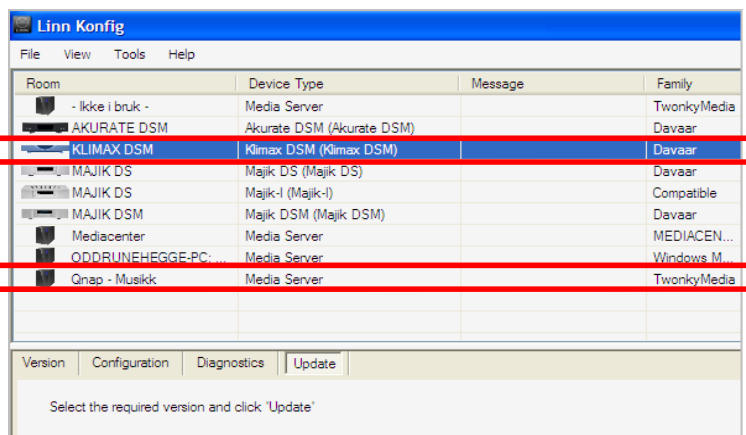 Linn Konfig
File View Tools Help
Room Device Type Message Family
- Ikke i bruk - Media Server TwonkyMedia
AKURATE DSM Akurate DSM (Akurate DSM) Davaar
KLIMAX DSM Klimax DSM (Klimax DSM) Davaar
MAJIK DS Majik DS (Majik DS) Davaar
MAJIK DS Majik-I (Majik-I) Compatible
MAJIK DSM Majik DSM (Majik DSM) Davaar
Mediacenter Media Server MEDIACEN...
ODDRUNEHEGGE-PC: ... Media Server Windows M...
Qnap - Musikk Media Server TwonkyMedia
Version Configuration Diagnostics Update
Select the required version and click 'Update'